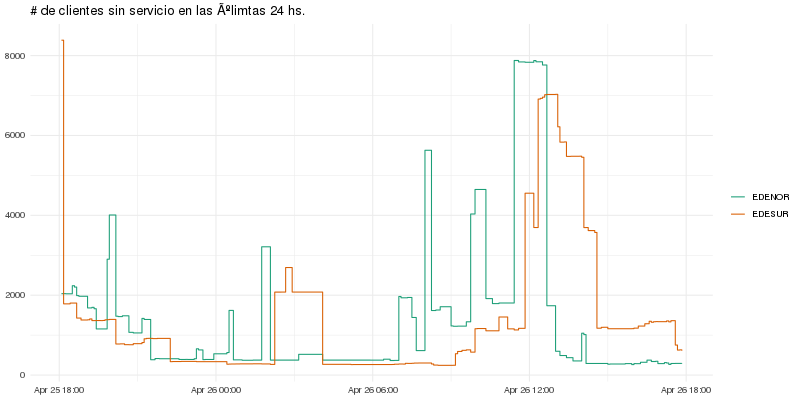 # de clientes sin servicio en las Ãºlimtas 24 hs.
8000
6000
4000
2000
0
Apr 25 18:00
Apr 26 00:00
Apr 26 06:00
Apr 26 12:00
Apr 26 18:00
EDENOR
EDESUR